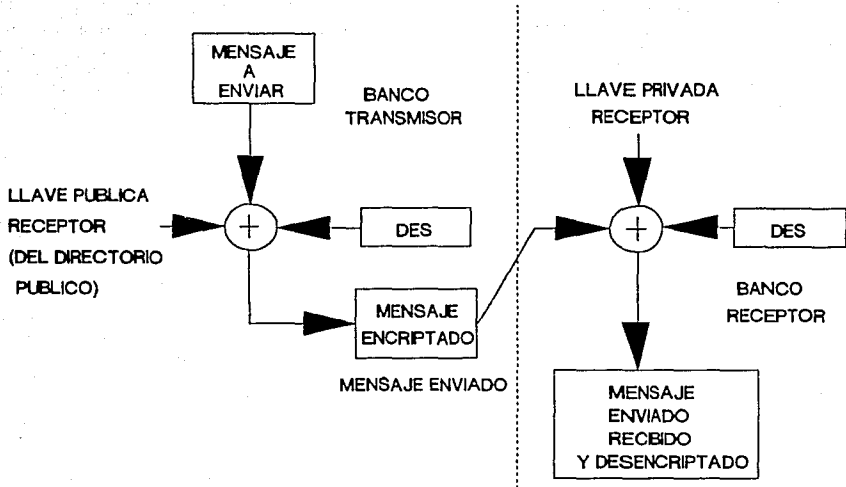 MENSAJE
A
ENVIAR
BANCO
TRANSMISOR
LLAVE PUBLICA
RECEPTOR
(DEL DIRECTORIO
PUBLICO)
DES
MENSAJE
ENCRIPTADO
MENSAJE ENVIADO
LLAVE PRIVADA
RECEPTOR
DES
BANCO
RECEPTOR
MENSAJE
ENVIADO
RECIBIDO
Y DESENCRIPTADO